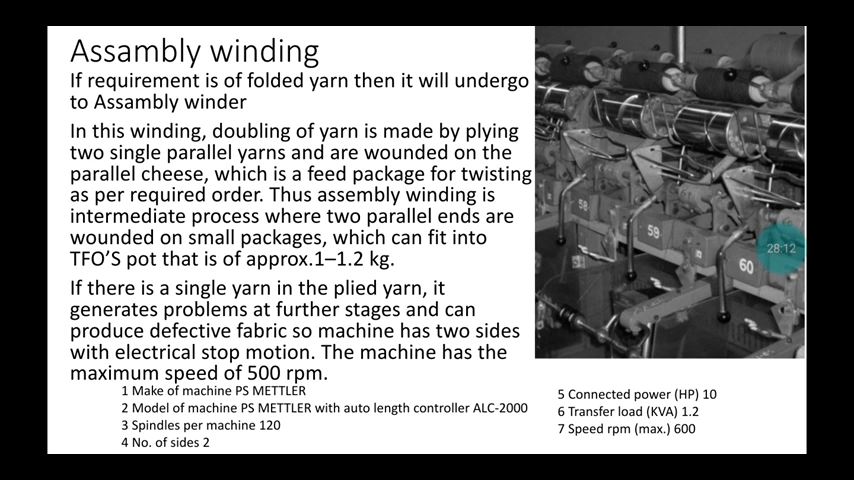 Assambly winding
If requirement is of folded yarn then it will undergo
to Assambly winder
In this winding, doubling of yarn is made by plying
two single parallel yarns and are wounded on the
parallel cheese, which is a feed package for twisting
as per required order. Thus assambly winding is
intermediate process where two parallel ends are
wounded on small packages, which can fit into
TFO’S pot that is of approx.1–1.2 kg.
If there is a single yarn in the plied yarn, it
generates problems at further stages and can
produce defective fabric so machine has two sides
with electrical stop motion. The machine has the
maximum speed of 500 rpm.
1 Make of machine PS METTLER
2 Model of machine PS METTLER with auto length controller ALC-2000
3 Spindles per machine 120
4 No. of sides 2
5 Connected power (HP) 10
6 Transfer load (KVA) 1.2
7 Speed rpm (max.) 600
58
59
60
28:12